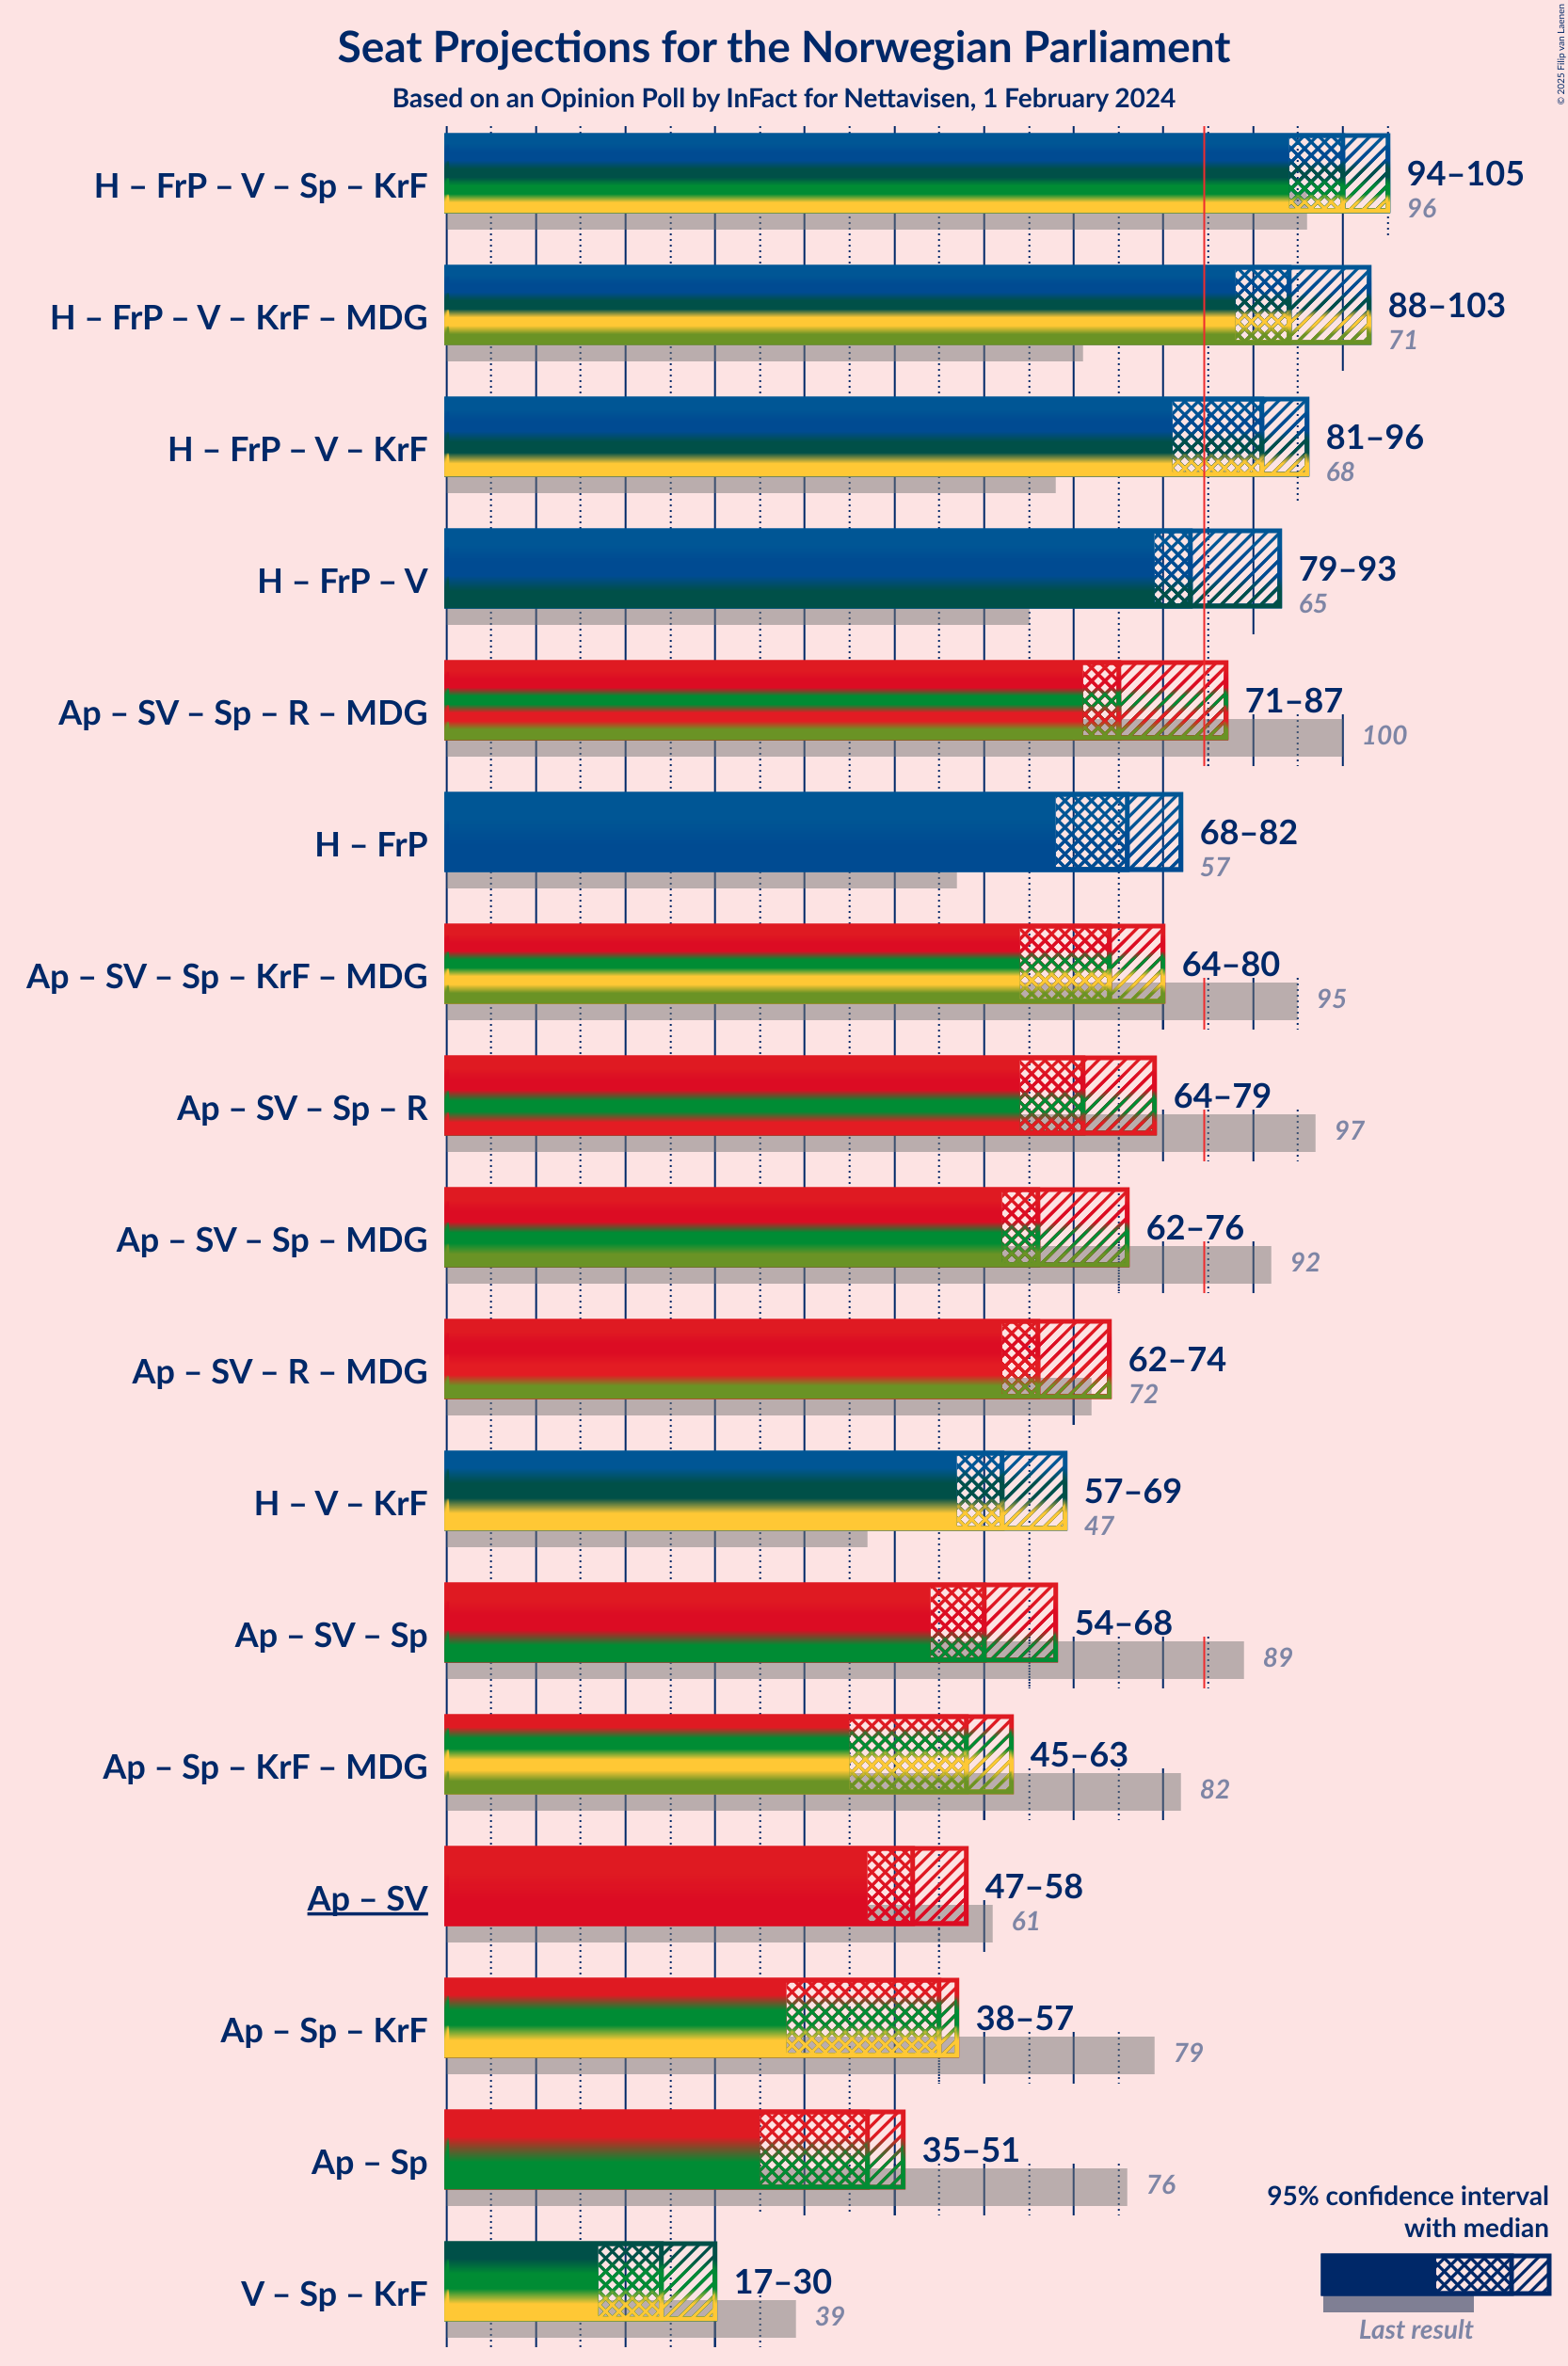 Seat Projections for the Norwegian Parliament
Based on an Opinion Poll by InFact for Nettavisen, 1 February 2024
© 2025 Filip van Laenen
H – FrP – V – Sp – KrF
94–105
96
H – FrP – V – KrF – MDG
88–103
71
H – FrP – V – KrF
81–96
68
H – FrP – V
79–93
65
Ap – SV – Sp – R – MDG
71–87
100
H – FrP
68–82
57
Ap – SV – Sp – KrF – MDG
64–80
95
Ap – SV – Sp – R
64–79
97
Ap – SV – Sp – MDG
62–76
92
Ap – SV – R – MDG
62–74
72
H – V – KrF
57–69
47
Ap – SV – Sp
54–68
89
Ap – Sp – KrF – MDG
45–63
82
Ap – SV
47–58
61
Ap – Sp – KrF
38–57
79
Ap – Sp
35–51
76
V – Sp – KrF
17–30
39
95% confidence interval
with median
Last result